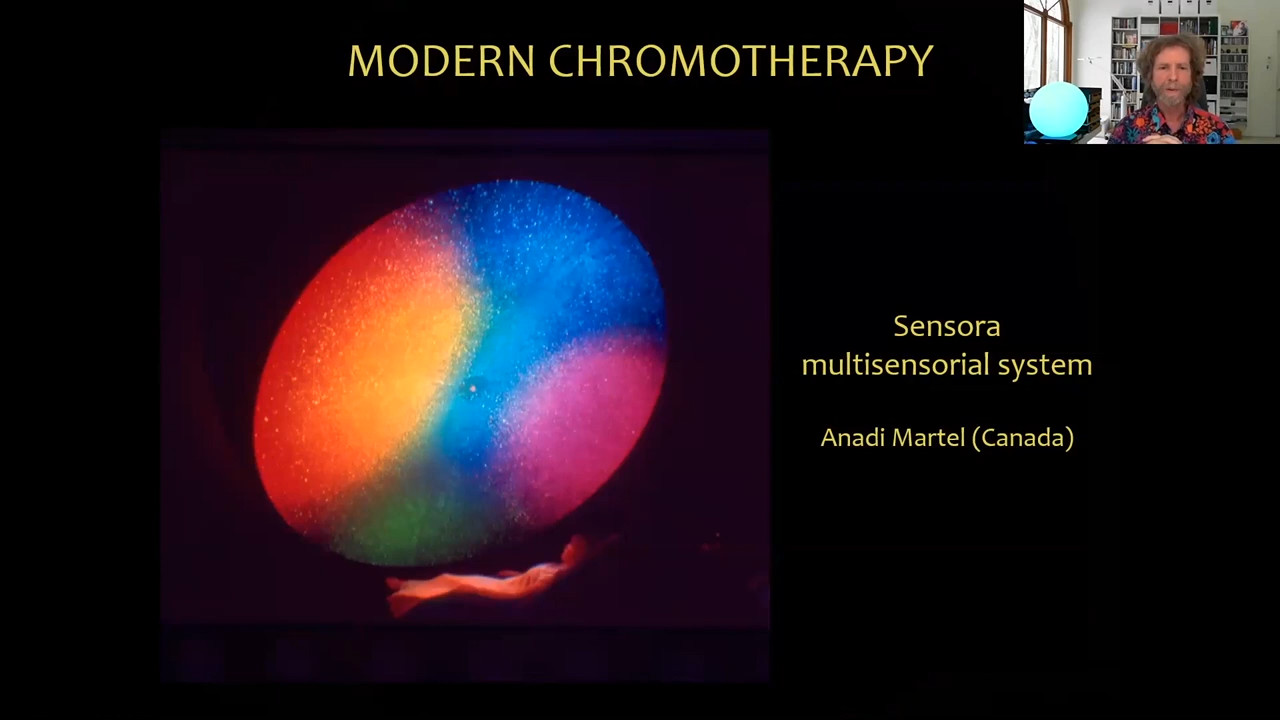 MODERN CHROMOTHERAPY
Sensora
multisensorial system
Anadi Martel (Canada)